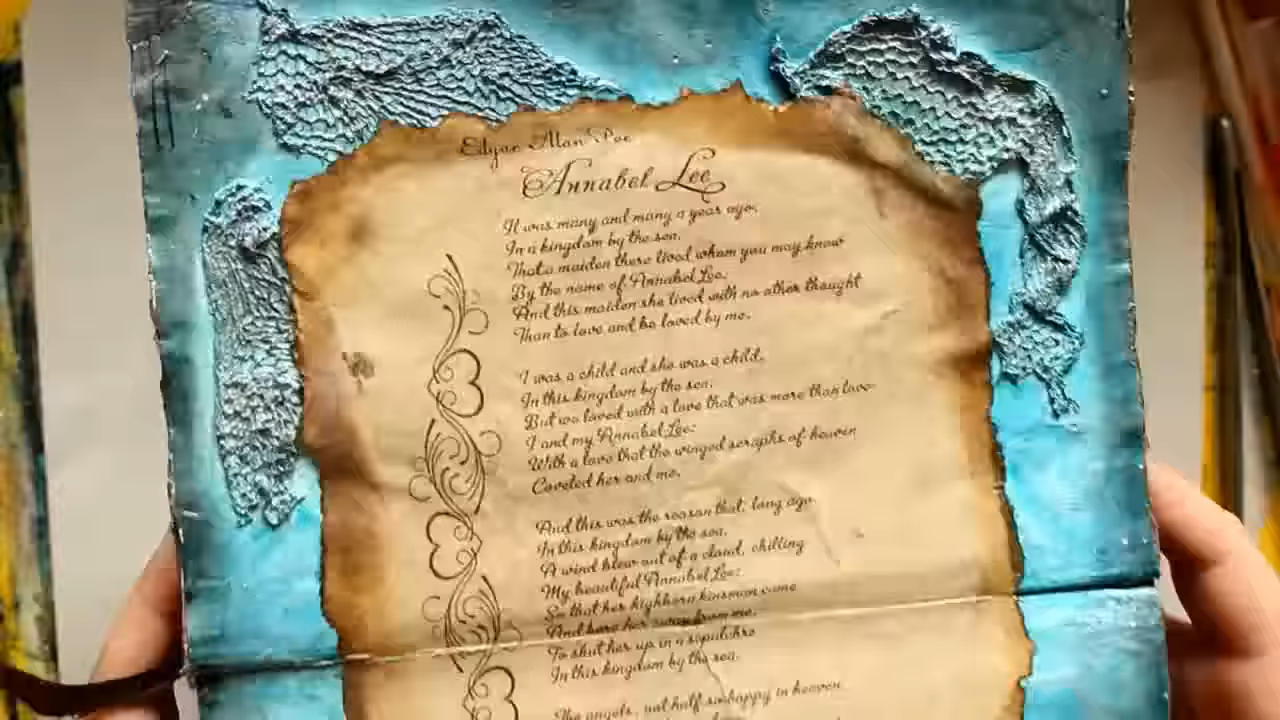 Edgar Alan Poe
Annabel Lee
It was many and many a year ago,
In a kingdom by the sea,
That a maiden there lived whom you may know
By the name of Annabel Lee;
And this maiden she lived with no other thought
Than to love and be loved by me.
I was a child and she was a child,
In this kingdom by the sea,
But we loved with a love that was more than love-
I and my Annabel Lee;
With a love that the winged seraphs of heaven
Coveted her and me.
And this was the reason that, long ago,
In this kingdom by the sea,
A wind blew out of a cloud, chilling
My beautiful Annabel Lee;
So that her highborn kinsman came
And bore her away from me,
To shut her up in a sepulchre
In this kingdom by the sea.
The angels, not half so happy in heaven